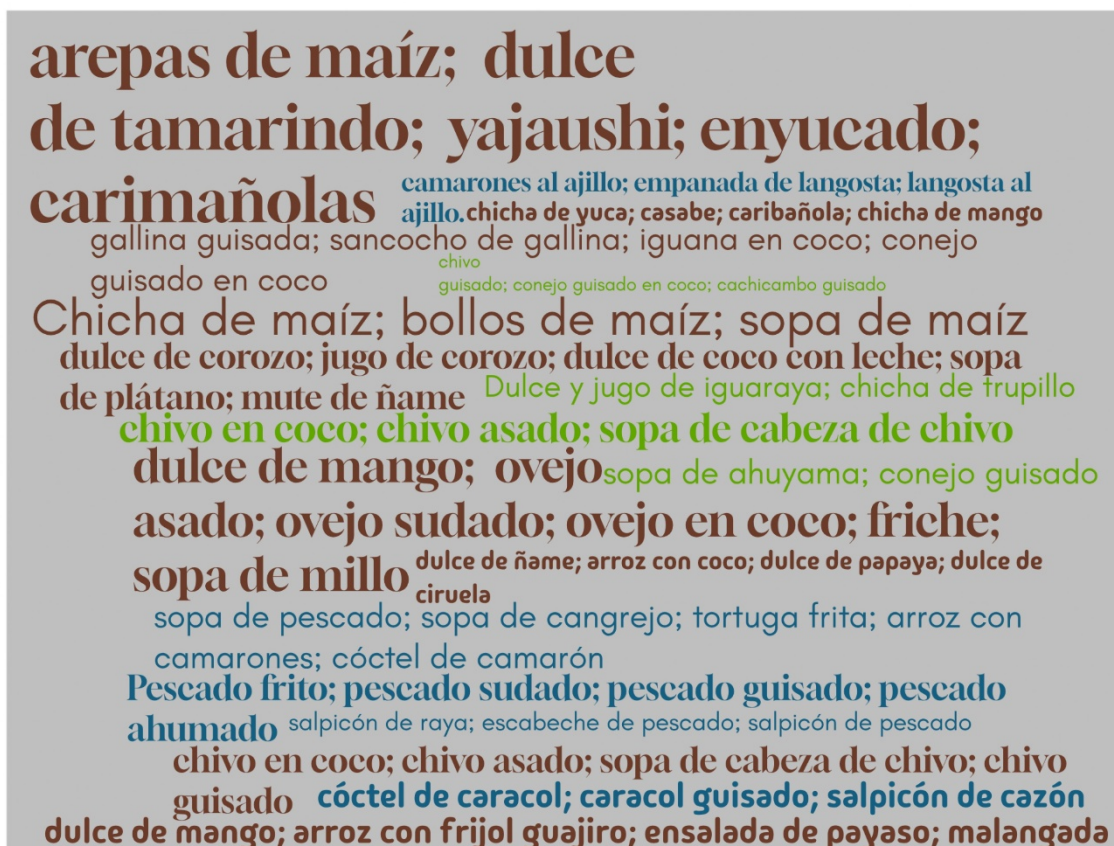 arepas de maíz; dulce
de tamarindo; yajaushi; enyucado;
carimañolas
camarones al ajillo; empanada de langosta; langosta al
ajillo.
chicha de yuca; casabe; caribañola; chicha de mango
gallina guisada; sancocho de gallina; iguana en coco; conejo
guisado en coco
chivo
guisado; conejo guisado en coco; cachicambo guisado
Chicha de maíz; bollos de maíz; sopa de maíz
dulce de corozo; jugo de corozo; dulce de coco con leche; sopa
de plátano; mute de ñame
Dulce y jugo de iguaraya; chicha de trupillo
chivo en coco; chivo asado; sopa de cabeza de chivo
dulce de mango; ovejo
sopa de ahuyama; conejo guisado
asado; ovejo sudado; ovejo en coco; friche;
sopa de millo
dulce de ñame; arroz con coco; dulce de papaya; dulce de
ciruela
sopa de pescado; sopa de cangrejo; tortuga frita; arroz con
camarones; cóctel de camarón
Pescado frito; pescado sudado; pescado guisado; pescado
ahumado
salpicón de raya; escabeche de pescado; salpicón de pescado
chivo en coco; chivo asado; sopa de cabeza de chivo; chivo
guisado
cóctel de caracol; caracol guisado; salpicón de cazón
dulce de mango; arroz con frijol guajiro; ensalada de payaso; malangada